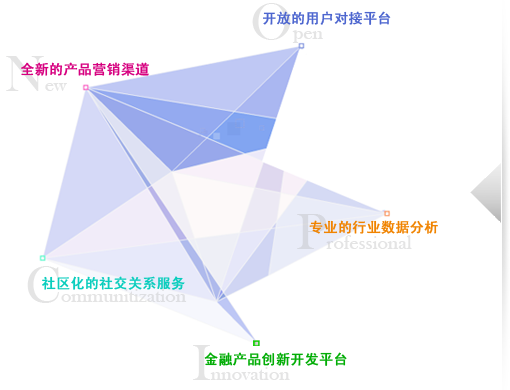 开放的用户对接平台
Open
全新的产品营销渠道
New
专业的行业数据分析
Professional
社区化的社交关系服务
Communitization
金融产品创新开发平台
Innovation